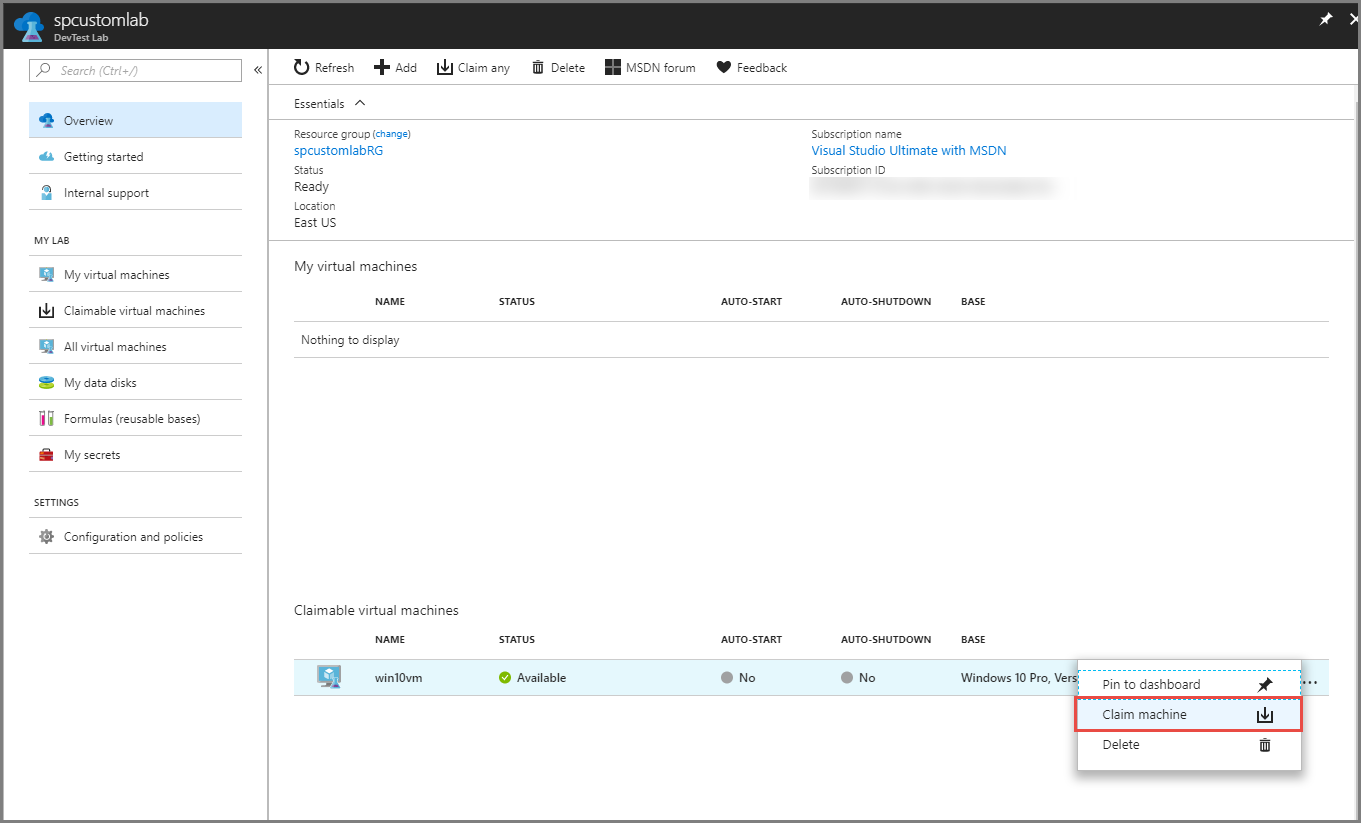 spcustomlab
DevTest Lab
Search (Ctrl+/)
Overview
Getting started
Internal support
MY LAB
My virtual machines
Claimable virtual machines
All virtual machines
My data disks
Formulas (reusable bases)
My secrets
SETTINGS
Configuration and policies
Refresh Add Claim any Delete MSDN forum Feedback
Essentials
Resource group (change)
spcustomlabRG
Status
Ready
Location
East US
Subscription name
Visual Studio Ultimate with MSDN
Subscription ID
My virtual machines
NAME STATUS AUTO-START AUTO-SHUTDOWN BASE
Nothing to display
Claimable virtual machines
NAME STATUS AUTO-START AUTO-SHUTDOWN BASE
win10vm Available No No Windows 10 Pro, Vers
Pin to dashboard
Claim machine
Delete